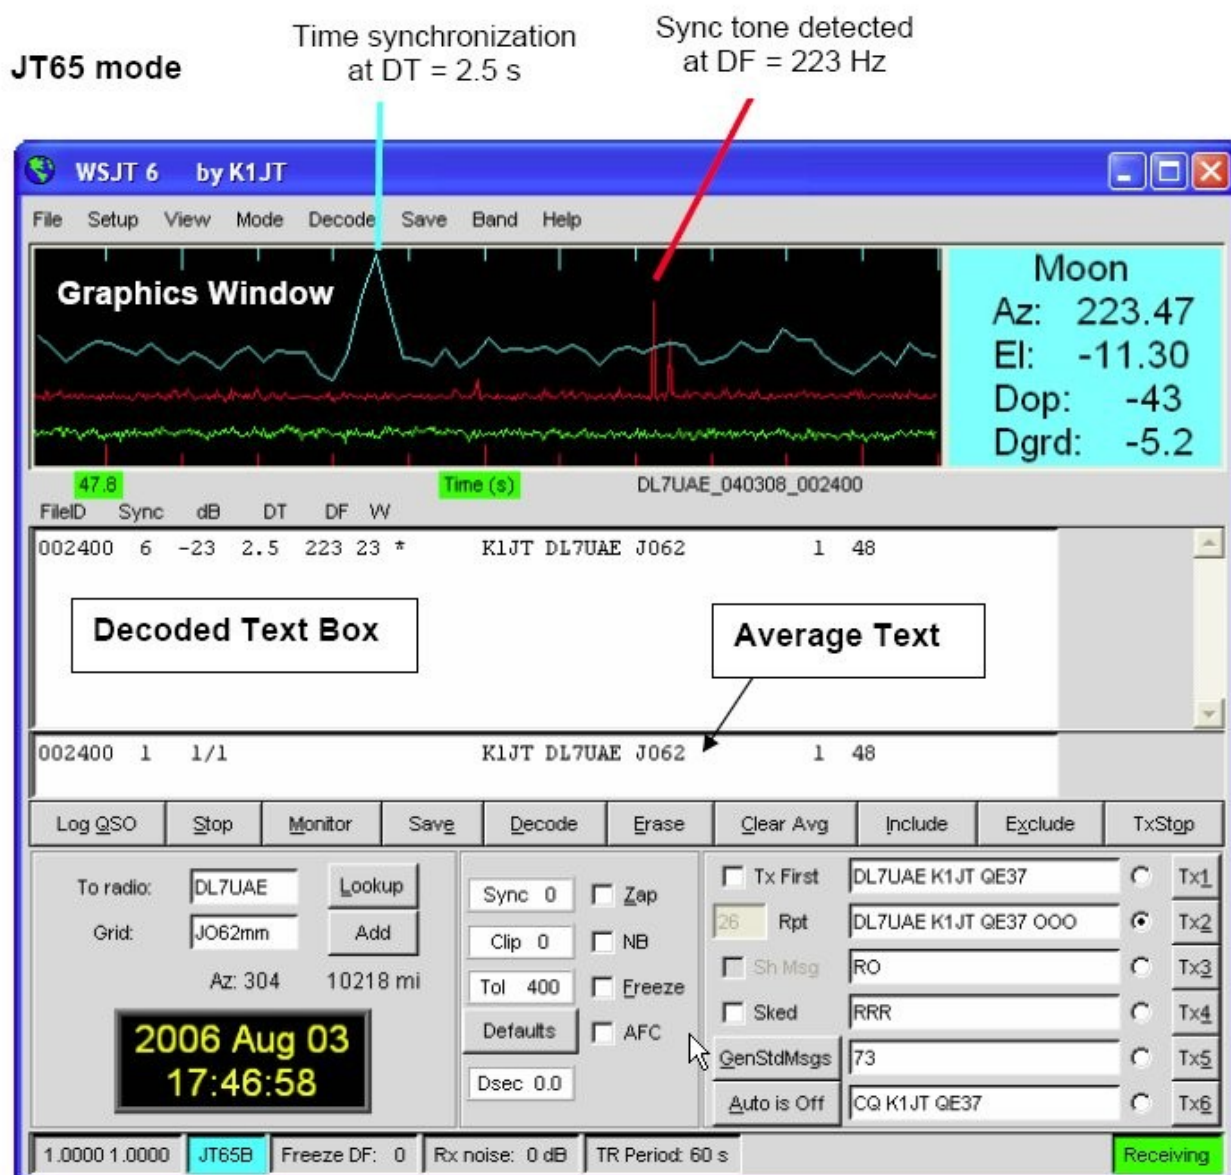 JT65 mode
Time synchronization
at DT = 2.5 s
Sync tone detected
at DF = 223 Hz
WSJT 6 by K1JT
File Setup View Mode Decode Save Band Help
Graphics Window
Moon
Az: 223.47
El: -11.30
Dop: -43
Dgrd: -5.2
47.8 Time (s) DL7UAE_040308_002400
FileID Sync dB DT DF W
002400 6 -23 2.5 223 23 * K1JT DL7UAE JO62 1 48
Decoded Text Box
Average Text
002400 1 1/1 K1JT DL7UAE JO62 1 48
Log QSO Stop Monitor Save Decode Erase Clear Avg Include Exclude TxStop
To radio: DL7UAE Lookup
Grid: JO62mm Add
Az: 304 10218 mi
2006 Aug 03
17:46:58
Sync 0 Zap
Clip 0 NB
Tol 400 Freeze
Defaults AFC
Dsec 0.0
Tx First DL7UAE K1JT QE37 Tx1
26 Rpt DL7UAE K1JT QE37 OOO Tx2
Sh Msg RO Tx3
Sked RRR Tx4
GenStdMsgs 73 Tx5
Auto is Off CQ K1JT QE37 Tx6
1.0000 1.0000 JT65B Freeze DF: 0 Rx noise: 0 dB TR Period: 60 s Receiving